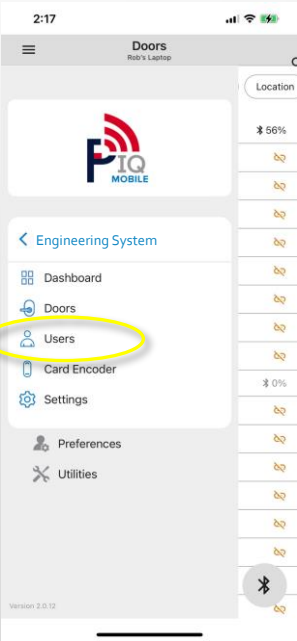 2:17
Doors
Rob's Laptop
Location
56%
PIQ
MOBILE
Engineering System
Dashboard
Doors
Users
Card Encoder
0%
Settings
Preferences
Utilities
Version 2.0.12